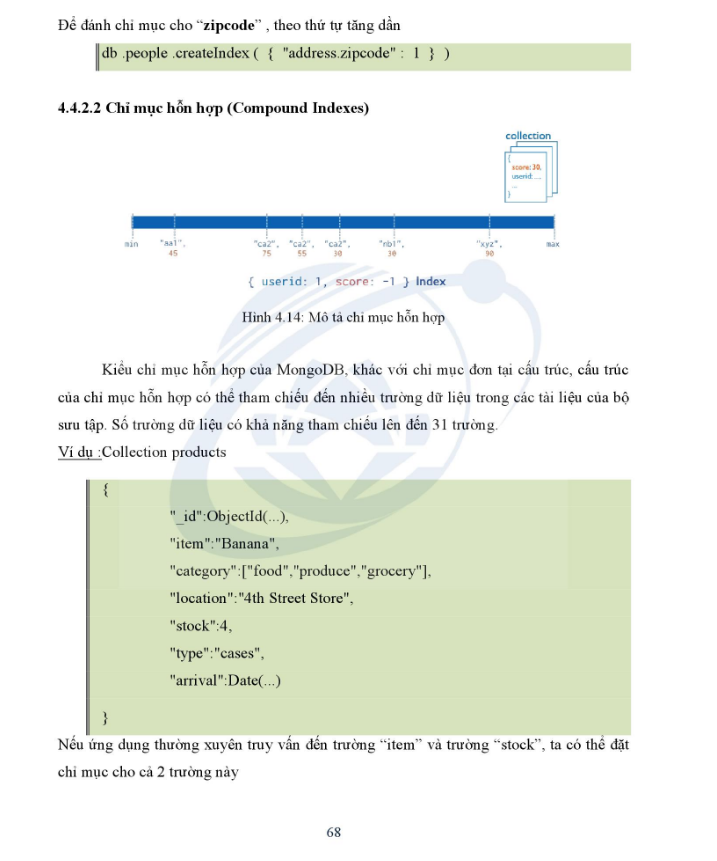 Để đánh chỉ mục cho “zipcode” , theo thứ tự tăng dần
db .people .createIndex ( { "address.zipcode" : 1 } )
4.4.2.2 Chỉ mục hỗn hợp (Compound Indexes)
collection
{
score: 30,
userid: ...,
...
}
min "aa1", "ca2", "ca2", "ca2", "nb1", "xyz", max
45 75 55 30 30 90
{ userid: 1, score: -1 } Index
Hình 4.14: Mô tả chỉ mục hỗn hợp
Kiểu chỉ mục hỗn hợp của MongoDB, khác với chỉ mục đơn tại cấu trúc, cấu trúc
của chỉ mục hỗn hợp có thể tham chiếu đến nhiều trường dữ liệu trong các tài liệu của bộ
sưu tập. Số trường dữ liệu có khả năng tham chiếu lên đến 31 trường.
Ví dụ :Collection products
{
"_id":ObjectId(...),
"item":"Banana",
"category":["food","produce","grocery"],
"location":"4th Street Store",
"stock":4,
"type":"cases",
"arrival":Date(...)
}
Nếu ứng dụng thường xuyên truy vấn đến trường “item” và trường “stock”, ta có thể đặt
chỉ mục cho cả 2 trường này
68